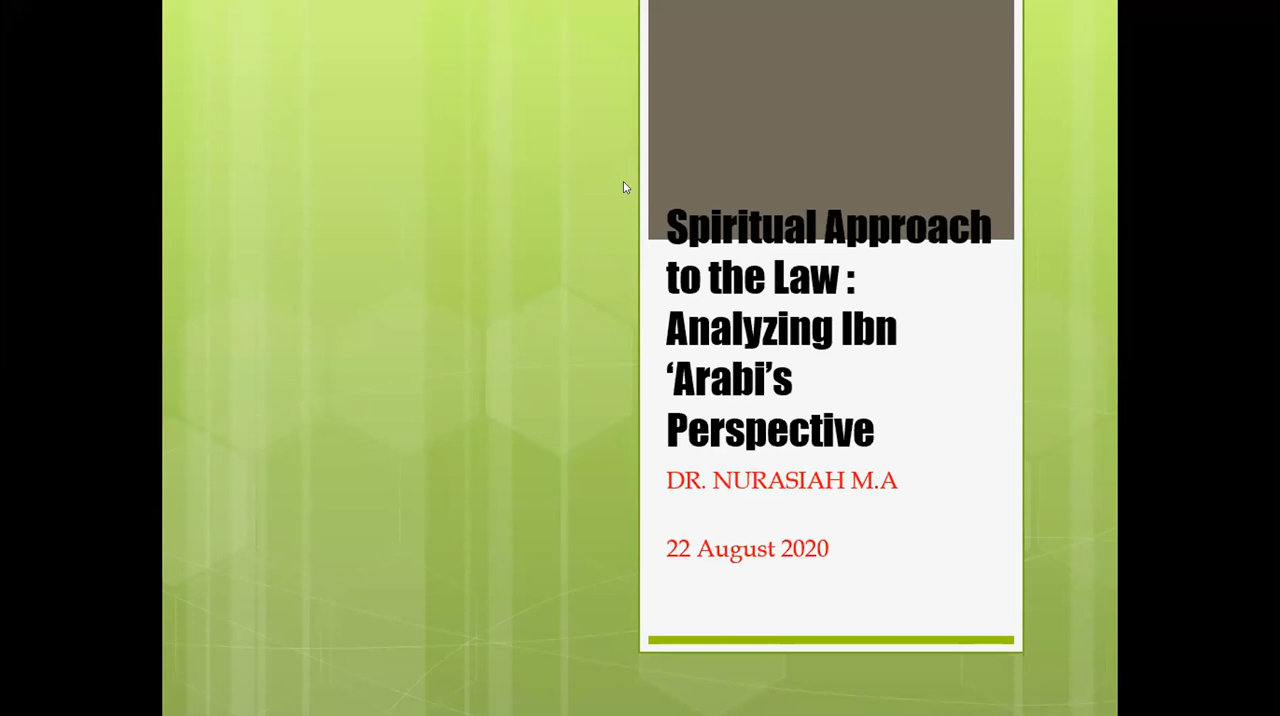 Spiritual Approach
to the Law :
Analyzing Ibn
‘Arabi’s
Perspective
DR. NURASIAH M.A
22 August 2020